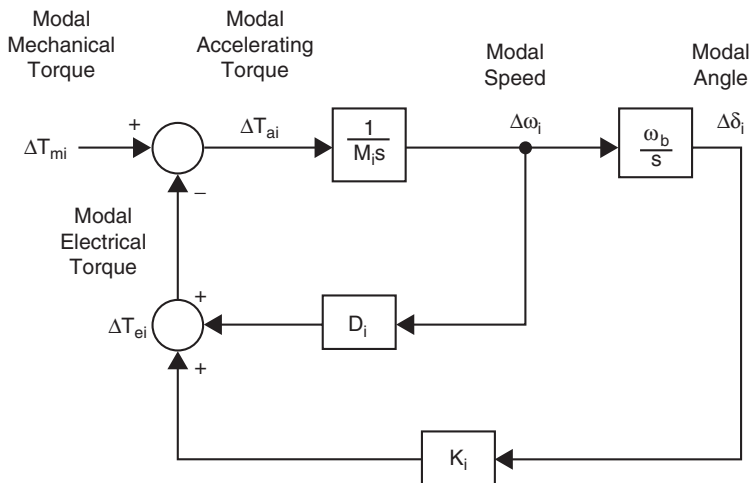 Modal
Mechanical
Torque
Modal
Accelerating
Torque
Modal
Speed
Modal
Angle
ΔT_mi
+
−
ΔT_ai
1
M_i s
Δω_i
ω_b
s
Δδ_i
Modal
Electrical
Torque
ΔT_ei
+
+
D_i
K_i